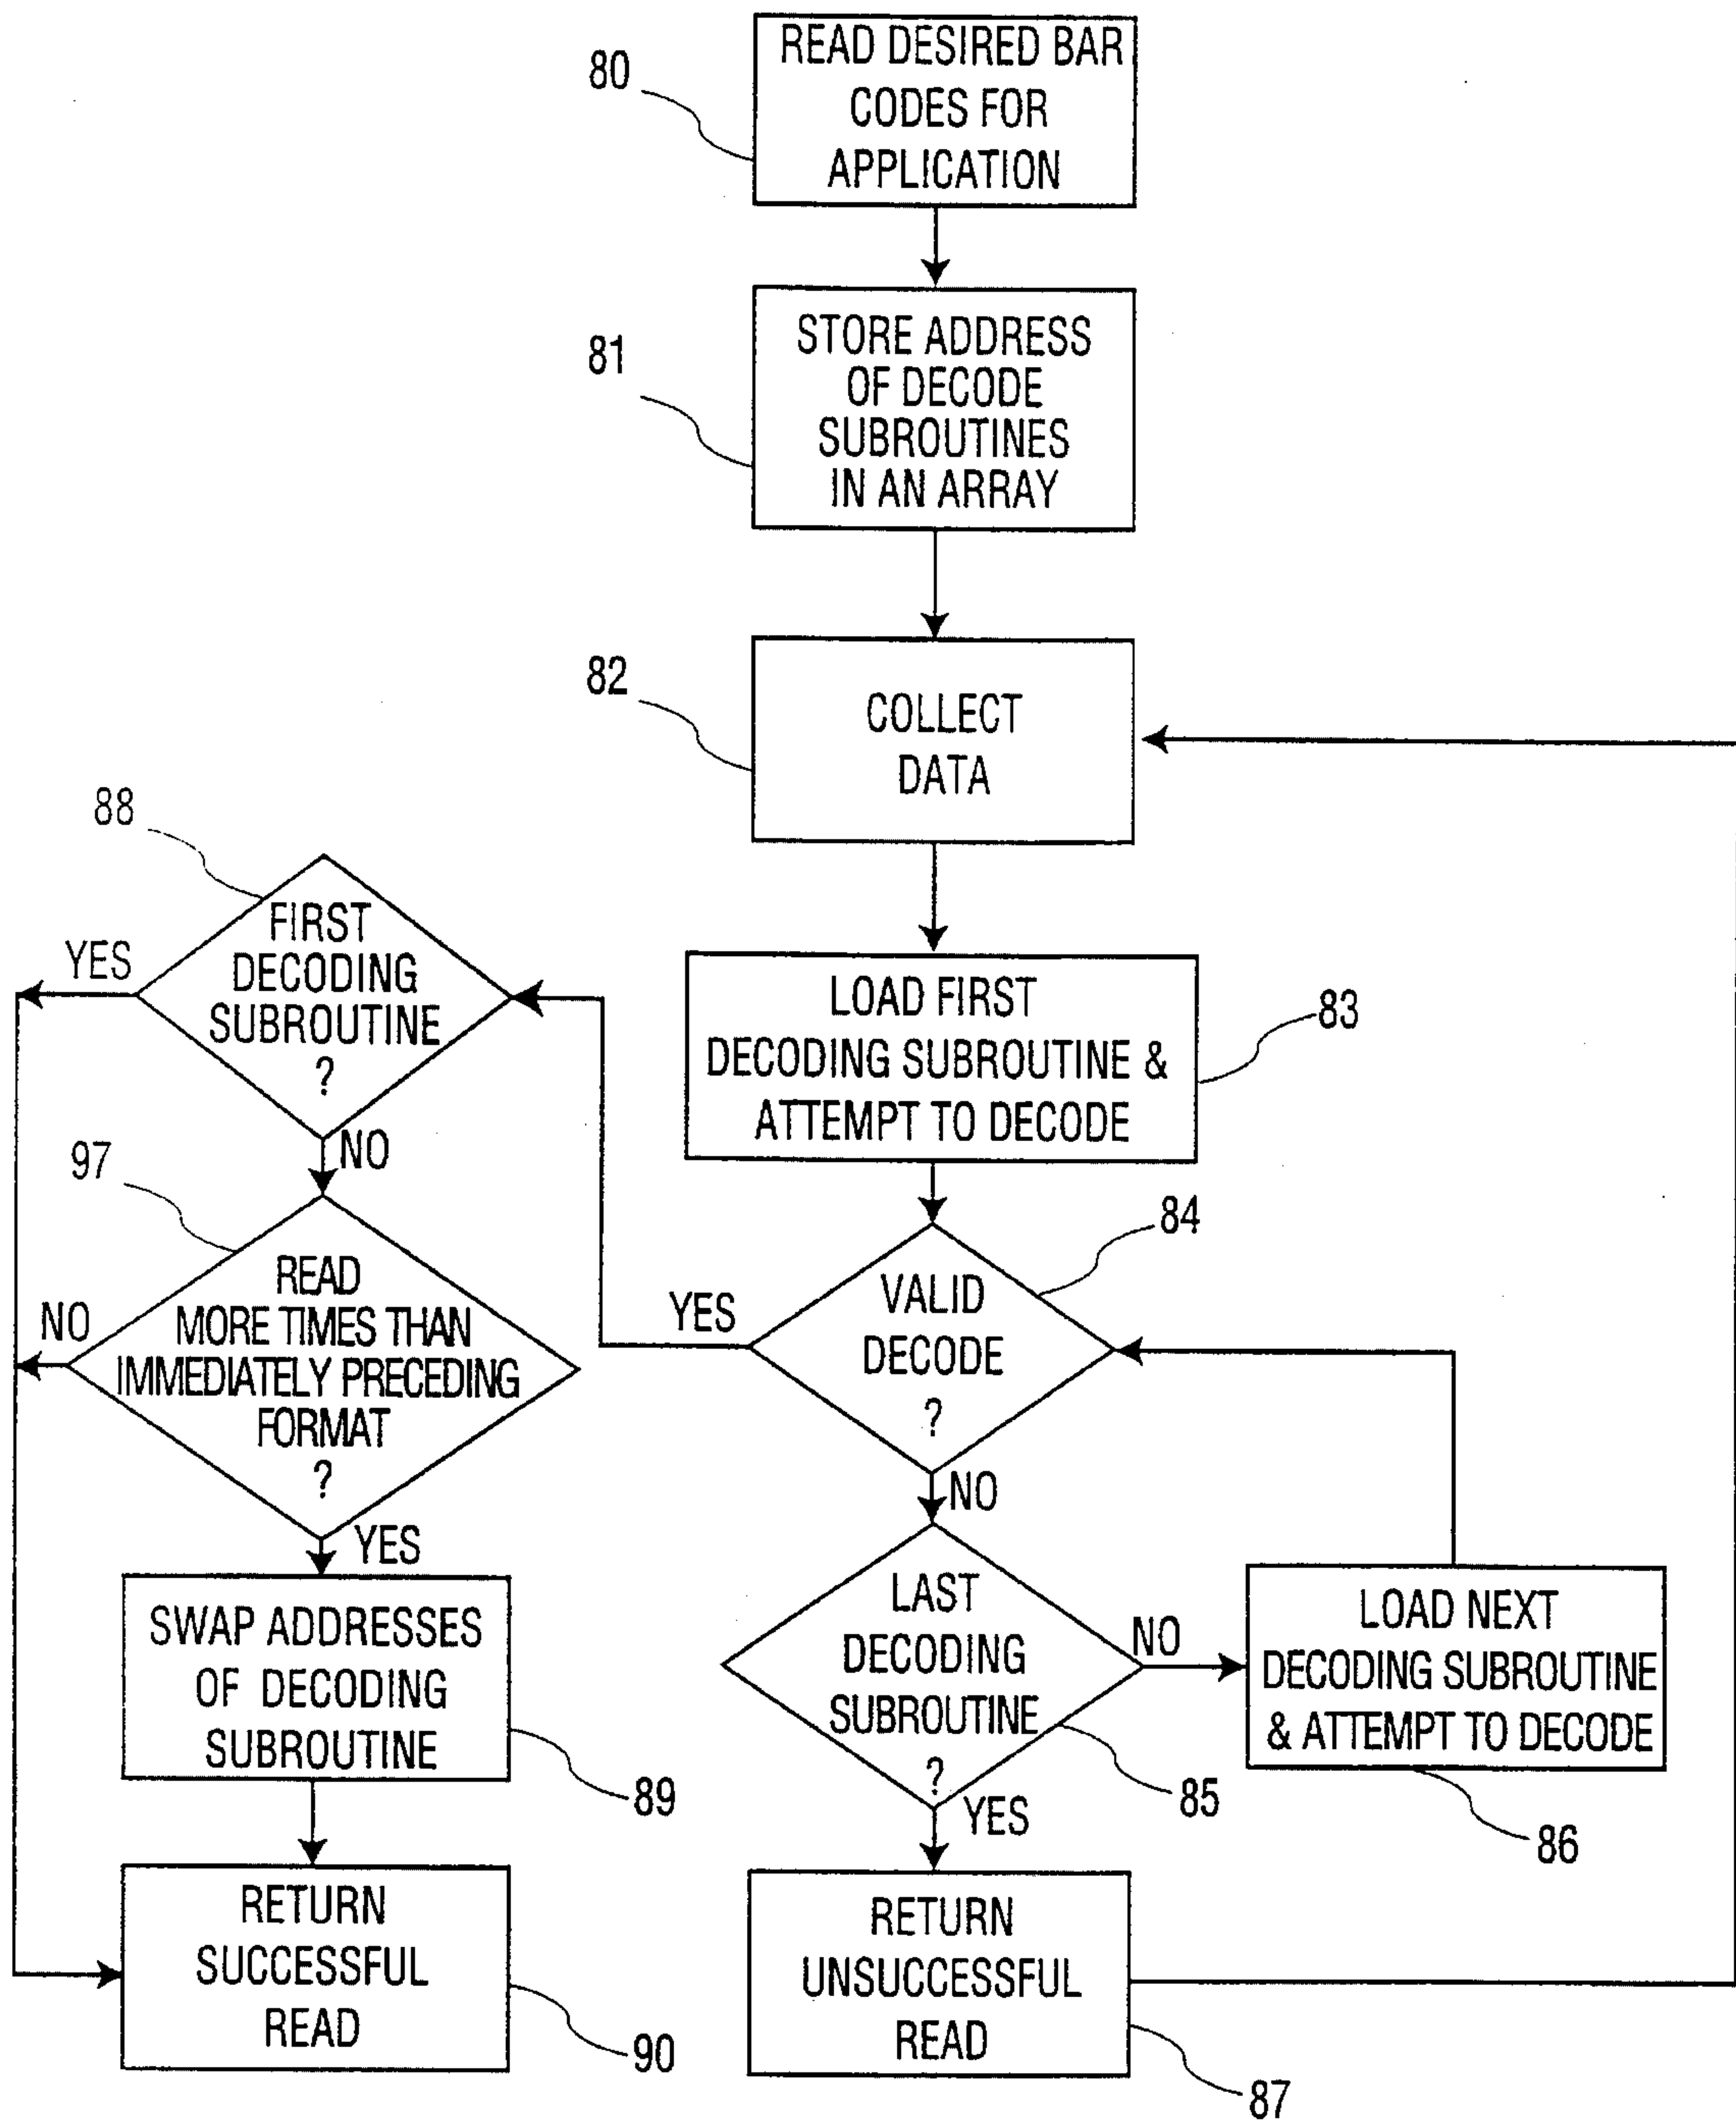 80
READ DESIRED BAR
CODES FOR
APPLICATION
81
STORE ADDRESS
OF DECODE
SUBROUTINES
IN AN ARRAY
82
COLLECT
DATA
88
FIRST
DECODING
SUBROUTINE
?
YES
NO
LOAD FIRST
DECODING SUBROUTINE &
ATTEMPT TO DECODE
83
97
READ
MORE TIMES THAN
IMMEDIATELY PRECEDING
FORMAT
?
NO
YES
84
VALID
DECODE
?
YES
NO
SWAP ADDRESSES
OF DECODING
SUBROUTINE
89
LAST
DECODING
SUBROUTINE
?
85
NO
YES
LOAD NEXT
DECODING SUBROUTINE
& ATTEMPT TO DECODE
86
RETURN
SUCCESSFUL
READ
90
RETURN
UNSUCCESSFUL
READ
87